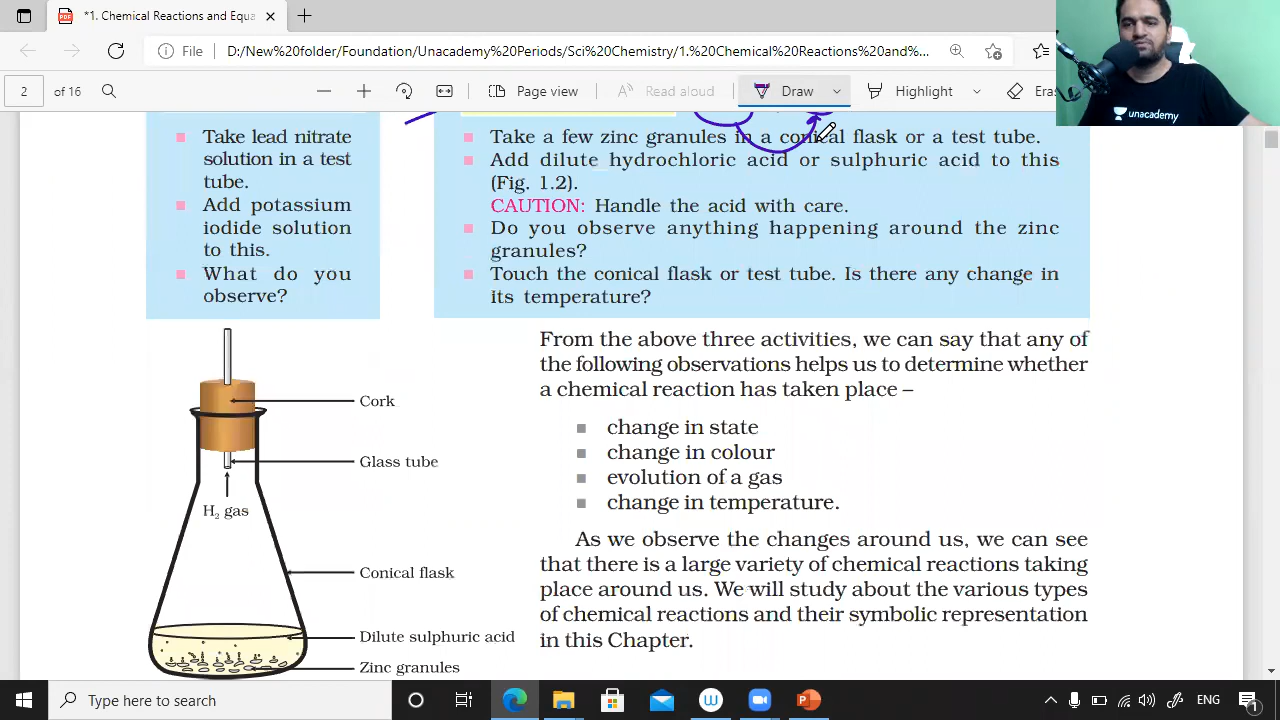 *1. Chemical Reactions and Equa
File D:/New%20folder/Foundation/Unacademy%20Periods/Sci%20Chemistry/1.%20Chemical%20Reactions%20and%...
2 of 16 Page view Read aloud Draw Highlight Eras
unacademy
Take lead nitrate
solution in a test
tube.
Add potassium
iodide solution
to this.
What do you
observe?
Take a few zinc granules in a conical flask or a test tube.
Add dilute hydrochloric acid or sulphuric acid to this
(Fig. 1.2).
CAUTION: Handle the acid with care.
Do you observe anything happening around the zinc
granules?
Touch the conical flask or test tube. Is there any change in
its temperature?
Cork
Glass tube
H₂ gas
Conical flask
Dilute sulphuric acid
Zinc granules
From the above three activities, we can say that any of
the following observations helps us to determine whether
a chemical reaction has taken place –
change in state
change in colour
evolution of a gas
change in temperature.
As we observe the changes around us, we can see
that there is a large variety of chemical reactions taking
place around us. We will study about the various types
of chemical reactions and their symbolic representation
in this Chapter.
Type here to search
ENG
1